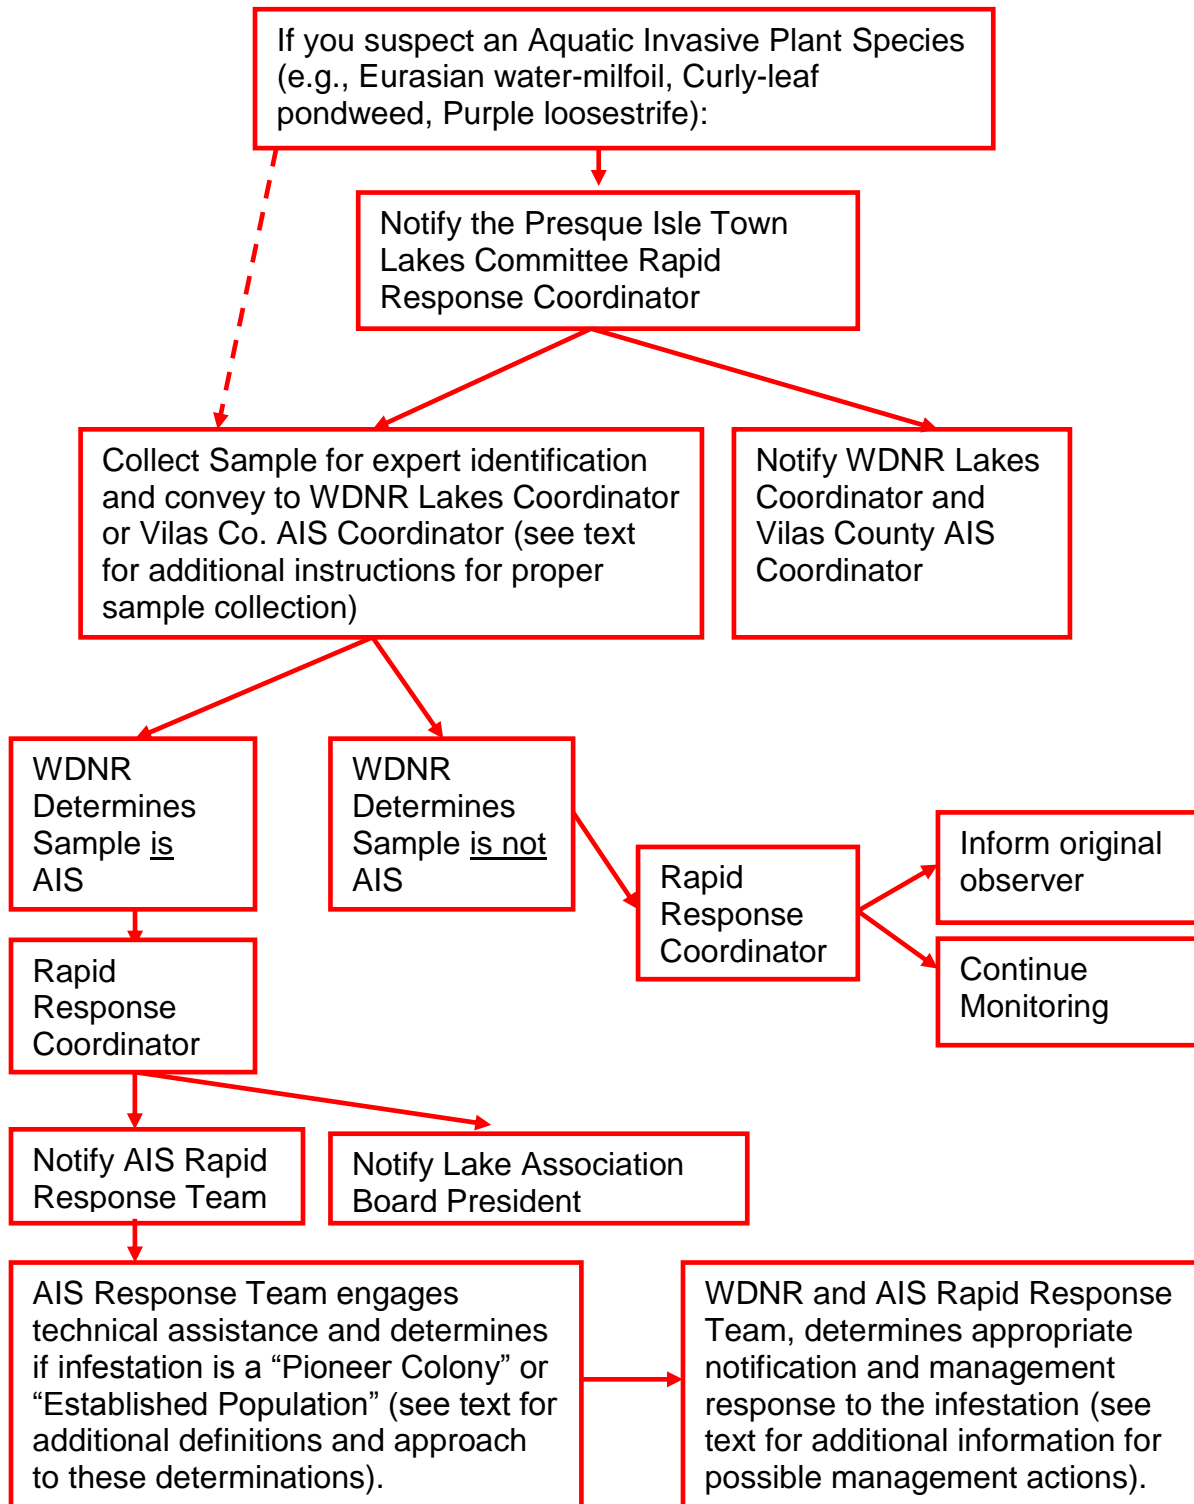 If you suspect an Aquatic Invasive Plant Species
(e.g., Eurasian water-milfoil, Curly-leaf
pondweed, Purple loosestrife):
Notify the Presque Isle Town
Lakes Committee Rapid
Response Coordinator
Collect Sample for expert identification
and convey to WDNR Lakes Coordinator
or Vilas Co. AIS Coordinator (see text
for additional instructions for proper
sample collection)
Notify WDNR Lakes
Coordinator and
Vilas County AIS
Coordinator
WDNR
Determines
Sample is
AIS
WDNR
Determines
Sample is not
AIS
Rapid
Response
Coordinator
Inform original
observer
Continue
Monitoring
Rapid
Response
Coordinator
Notify AIS Rapid
Response Team
Notify Lake Association
Board President
AIS Response Team engages
technical assistance and determines
if infestation is a “Pioneer Colony” or
“Established Population” (see text for
additional definitions and approach
to these determinations).
WDNR and AIS Rapid Response
Team, determines appropriate
notification and management
response to the infestation (see
text for additional information for
possible management actions).